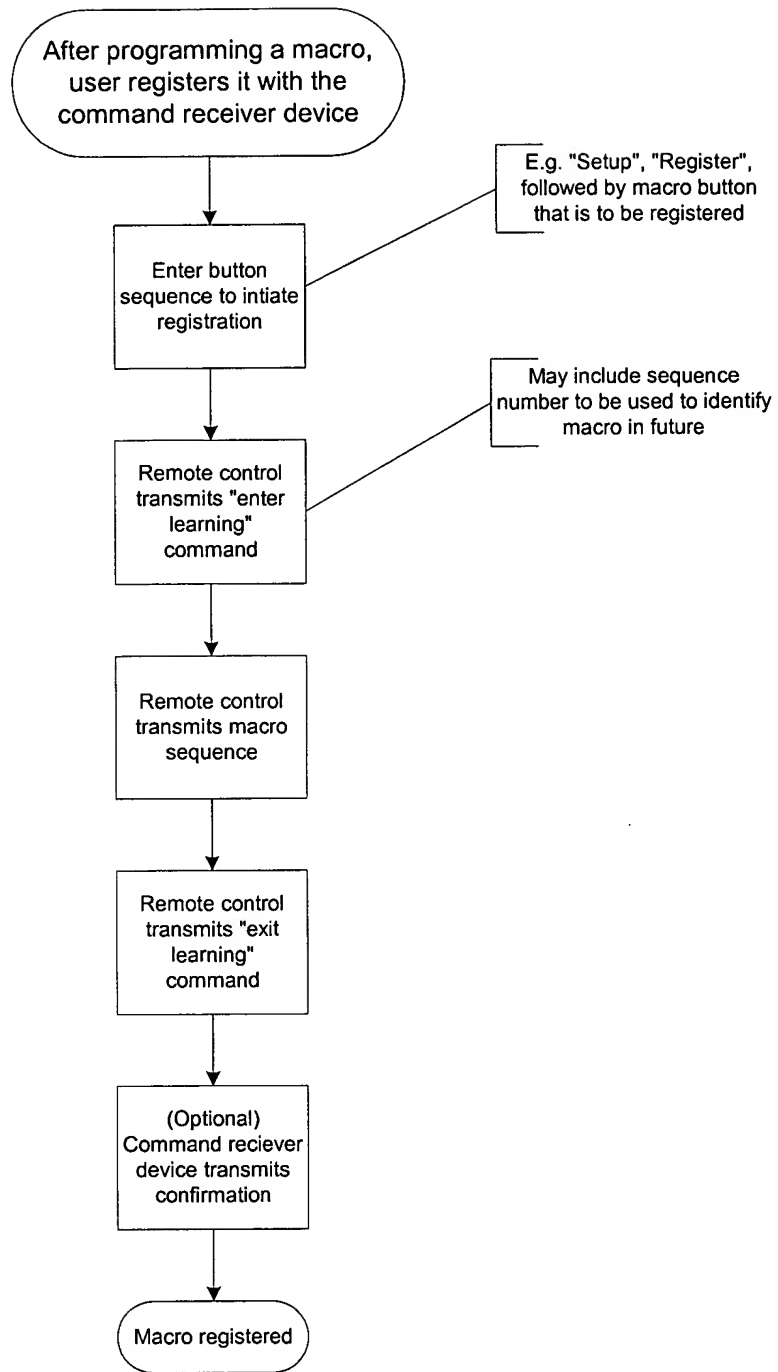 After programming a macro,
user registers it with the
command receiver device
E.g. "Setup", "Register",
followed by macro button
that is to be registered
Enter button
sequence to intiate
registration
May include sequence
number to be used to identify
macro in future
Remote control
transmits "enter
learning"
command
Remote control
transmits macro
sequence
Remote control
transmits "exit
learning"
command
(Optional)
Command reciever
device transmits
confirmation
Macro registered